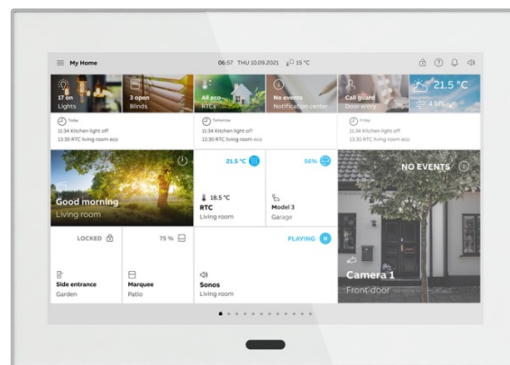 My Home
06:57 THU 10.09.2021 15 °C
17 on
Lights
3 open
Blinds
All eco
RTCs
No events
Notification center
Call guard
Door entry
21.5 °C
Today
11:34 Kitchen light off
13:30 RTC living room eco
Tomorrow
11:34 Kitchen light off
13:30 RTC living room eco
Friday
11:34 Kitchen light off
13:30 RTC living room eco
Good morning
Living room
21.5 °C
18.5 °C
RTC
Living room
56%
Model 3
Garage
NO EVENTS
Camera 1
Front door
LOCKED
Side entrance
Garden
75 %
Marquee
Patio
PLAYING
Sonos
Living room